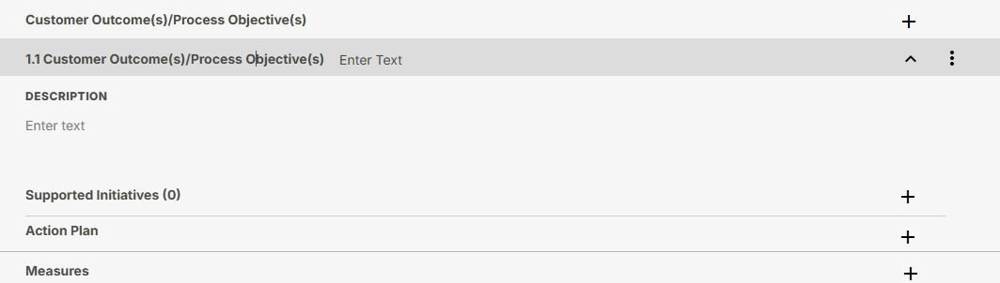 Customer Outcome(s)/Process Objective(s)
1.1 Customer Outcome(s)/Process Objective(s) Enter Text
DESCRIPTION
Enter text
Supported Initiatives (0)
Action Plan
Measures